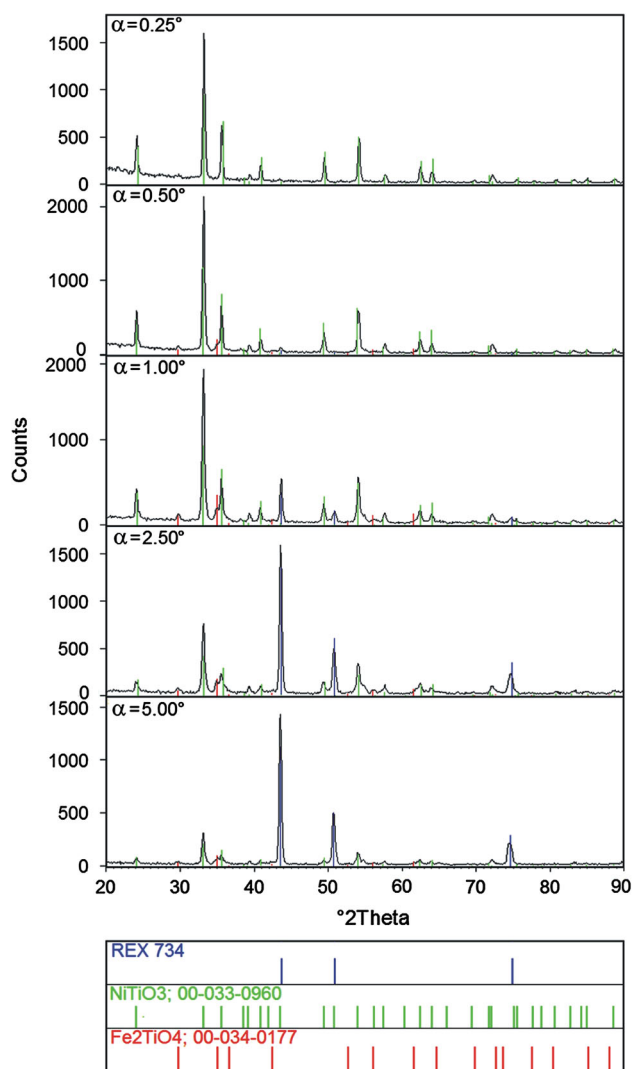 α=0.25°
1500
1000
500
0
α=0.50°
2000
1000
0
α=1.00°
2000
1000
0
Counts
α=2.50°
1500
1000
500
0
α=5.00°
1500
1000
500
0
20 30 40 50 60 70 80 90
°2Theta
REX 734
NiTiO3; 00-033-0960
Fe2TiO4; 00-034-0177